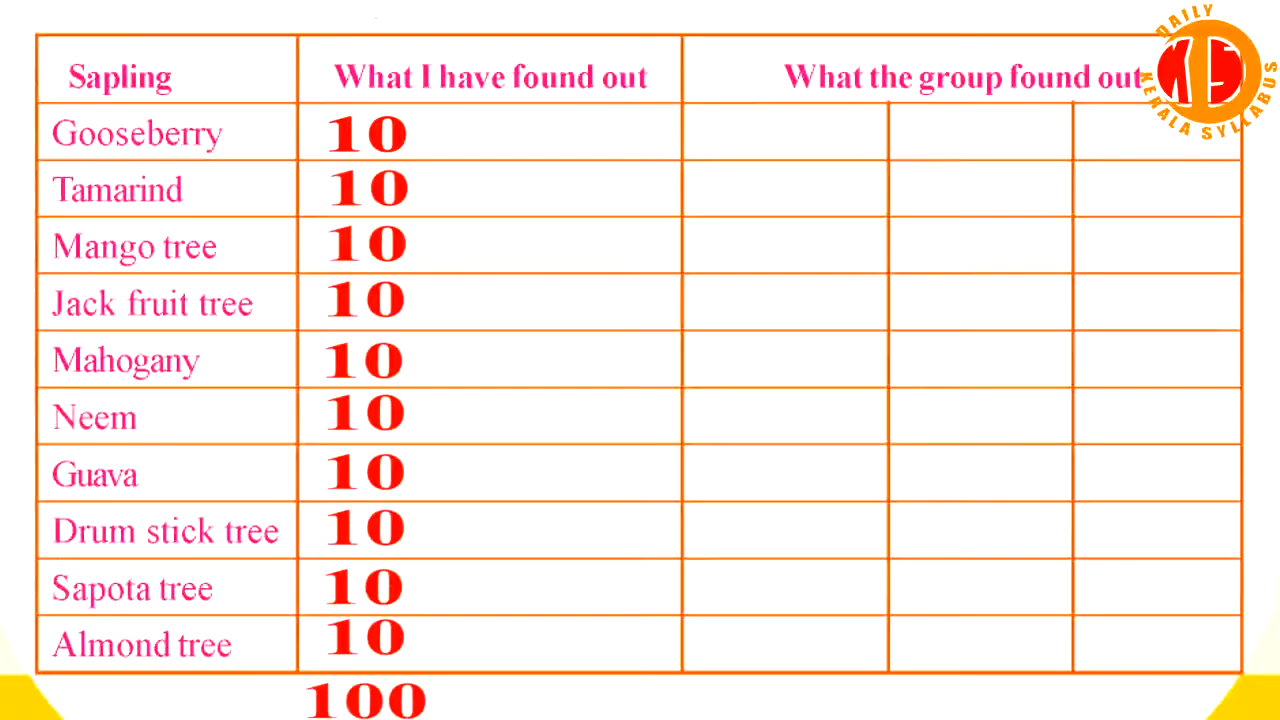 DAILY
KERALA SYLLABUS
Sapling What I have found out What the group found out
Gooseberry 10
Tamarind 10
Mango tree 10
Jack fruit tree 10
Mahogany 10
Neem 10
Guava 10
Drum stick tree 10
Sapota tree 10
Almond tree 10
100